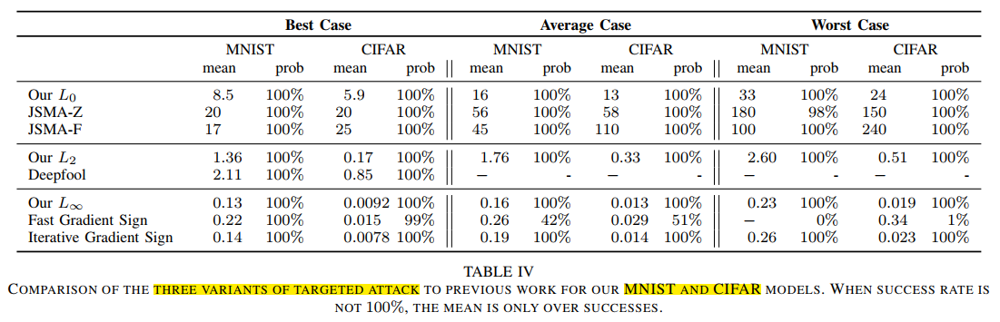 Best Case Average Case Worst Case
MNIST CIFAR MNIST CIFAR MNIST CIFAR
mean prob mean prob mean prob mean prob mean prob mean prob
Our L₀ 8.5 100% 5.9 100% 16 100% 13 100% 33 100% 24 100%
JSMA-Z 20 100% 20 100% 56 100% 58 100% 180 98% 150 100%
JSMA-F 17 100% 25 100% 45 100% 110 100% 100 100% 240 100%
Our L₂ 1.36 100% 0.17 100% 1.76 100% 0.33 100% 2.60 100% 0.51 100%
Deepfool 2.11 100% 0.85 100% − - − - − - − -
Our L∞ 0.13 100% 0.0092 100% 0.16 100% 0.013 100% 0.23 100% 0.019 100%
Fast Gradient Sign 0.22 100% 0.015 99% 0.26 42% 0.029 51% − 0% 0.34 1%
Iterative Gradient Sign 0.14 100% 0.0078 100% 0.19 100% 0.014 100% 0.26 100% 0.023 100%
TABLE IV
COMPARISON OF THE THREE VARIANTS OF TARGETED ATTACK TO PREVIOUS WORK FOR OUR MNIST AND CIFAR MODELS. WHEN SUCCESS RATE IS
NOT 100%, THE MEAN IS ONLY OVER SUCCESSES.